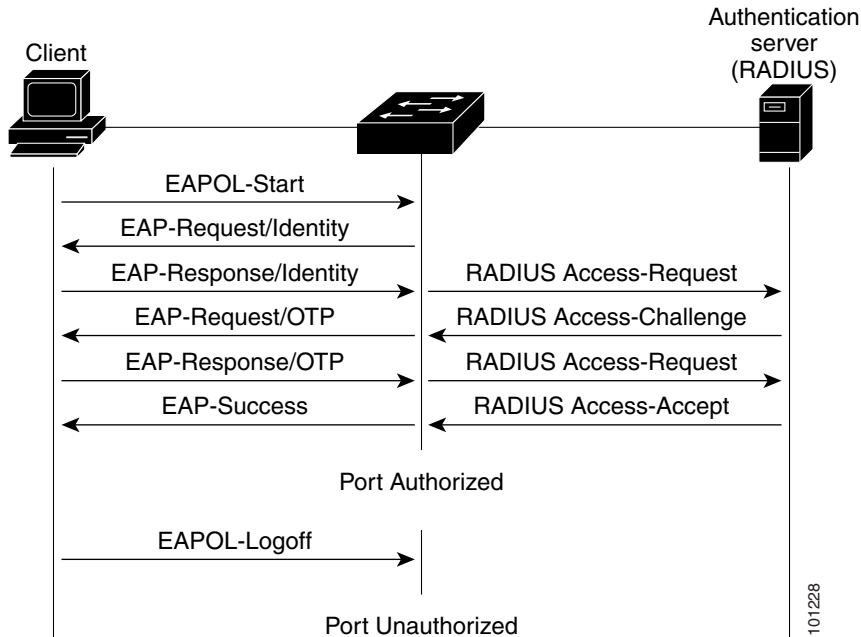 Client
Authentication
server
(RADIUS)
EAPOL-Start
EAP-Request/Identity
EAP-Response/Identity
RADIUS Access-Request
EAP-Request/OTP
RADIUS Access-Challenge
EAP-Response/OTP
RADIUS Access-Request
EAP-Success
RADIUS Access-Accept
Port Authorized
EAPOL-Logoff
Port Unauthorized
101228